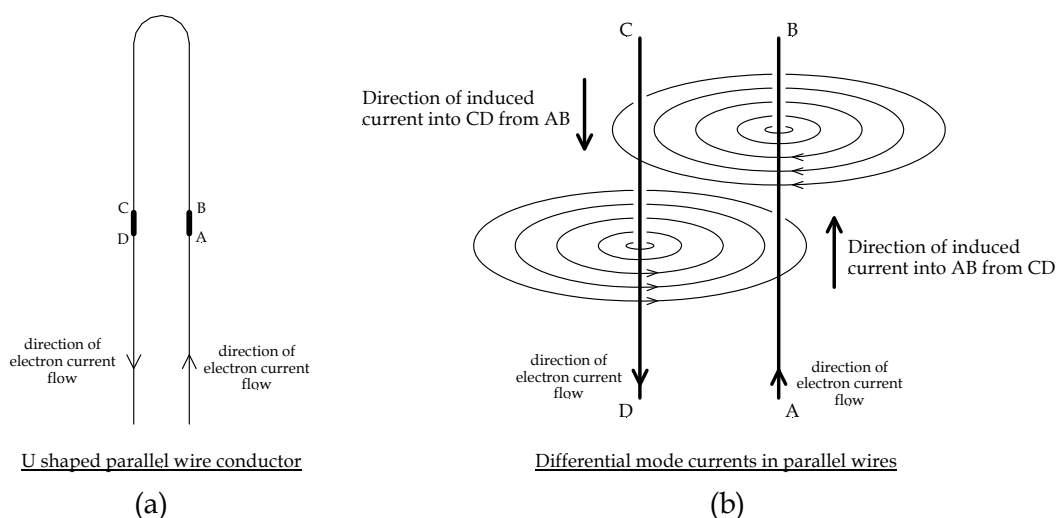 C
B
D
A
direction of
electron current
flow
direction of
electron current
flow
U shaped parallel wire conductor
(a)
C
B
Direction of induced
current into CD from AB
Direction of induced
current into AB from CD
direction of
electron current
flow
direction of
electron current
flow
D
A
Differential mode currents in parallel wires
(b)